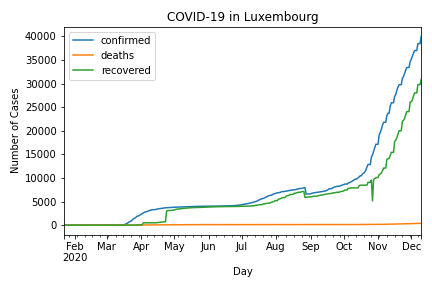 COVID-19 in Luxembourg
confirmed
deaths
recovered
Number of Cases
40000
35000
30000
25000
20000
15000
10000
5000
0
Feb Mar Apr May Jun Jul Aug Sep Oct Nov Dec
2020
Day